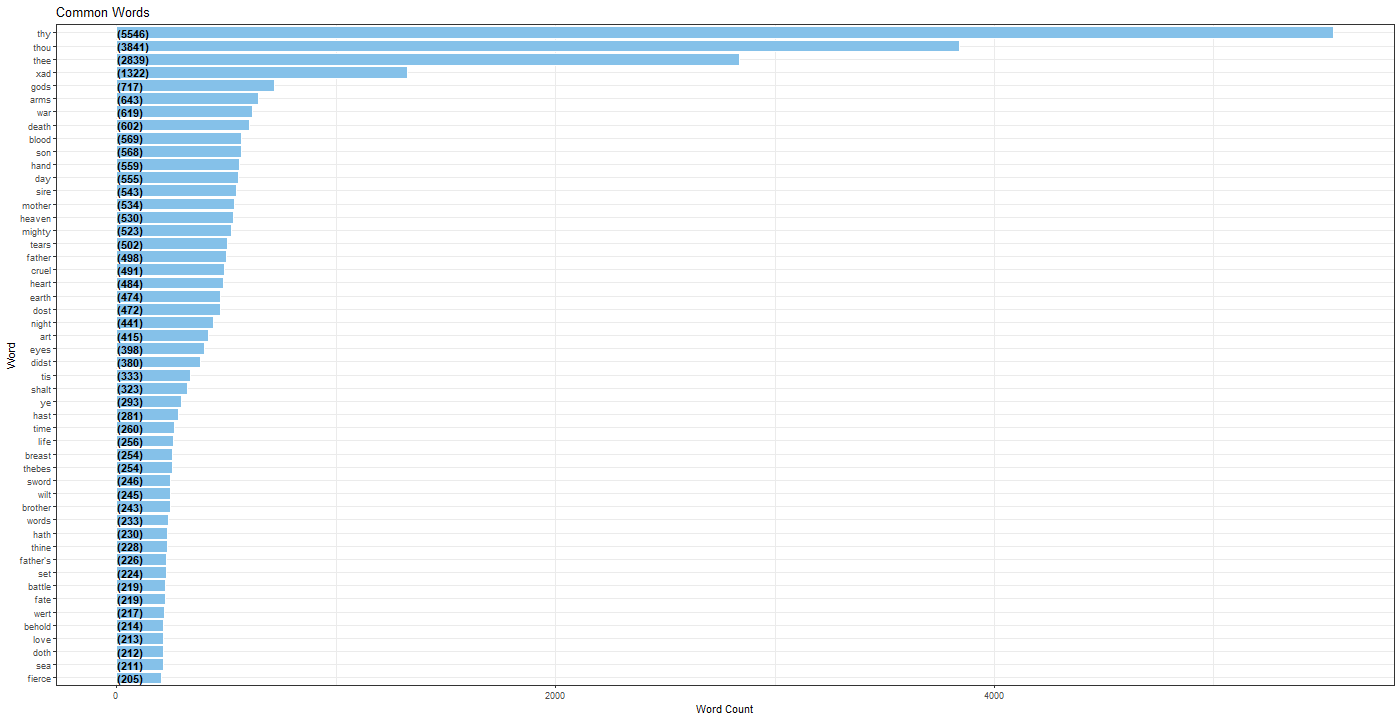 Common Words
thy (5546)
thou (3841)
thee (2839)
xad (1322)
gods (717)
arms (643)
war (619)
death (602)
blood (569)
son (568)
hand (559)
day (555)
sire (543)
mother (534)
heaven (530)
mighty (523)
tears (502)
father (498)
cruel (491)
heart (484)
earth (474)
dost (472)
night (441)
art (415)
eyes (398)
didst (380)
tis (333)
shalt (323)
ye (293)
hast (281)
time (260)
life (256)
breast (254)
thebes (254)
sword (246)
wilt (245)
brother (243)
words (233)
hath (230)
thine (228)
father's (226)
set (224)
battle (219)
fate (219)
wert (217)
behold (214)
love (213)
doth (212)
sea (211)
fierce (205)
0 2000 4000
Word Count
Word